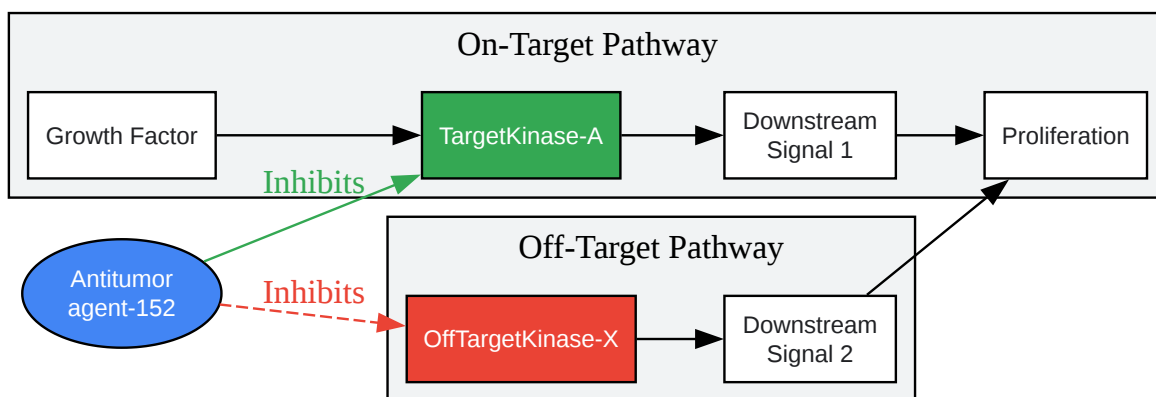 On-Target Pathway
Growth Factor
TargetKinase-A
Downstream
Signal 1
Proliferation
Inhibits
Off-Target Pathway
Antitumor
agent-152
Inhibits
OffTargetKinase-X
Downstream
Signal 2